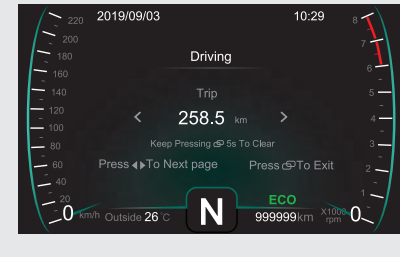 2019/09/03 10:29
Driving
Trip
< 258.5 km >
Keep Pressing 5s To Clear
Press ◂▸To Next page Press To Exit
220
200
180
160
140
120
100
80
60
40
20
0 km/h
Outside 26°C
N
ECO
999999km
8
7
6
5
4
3
2
1
0
X1000
rpm